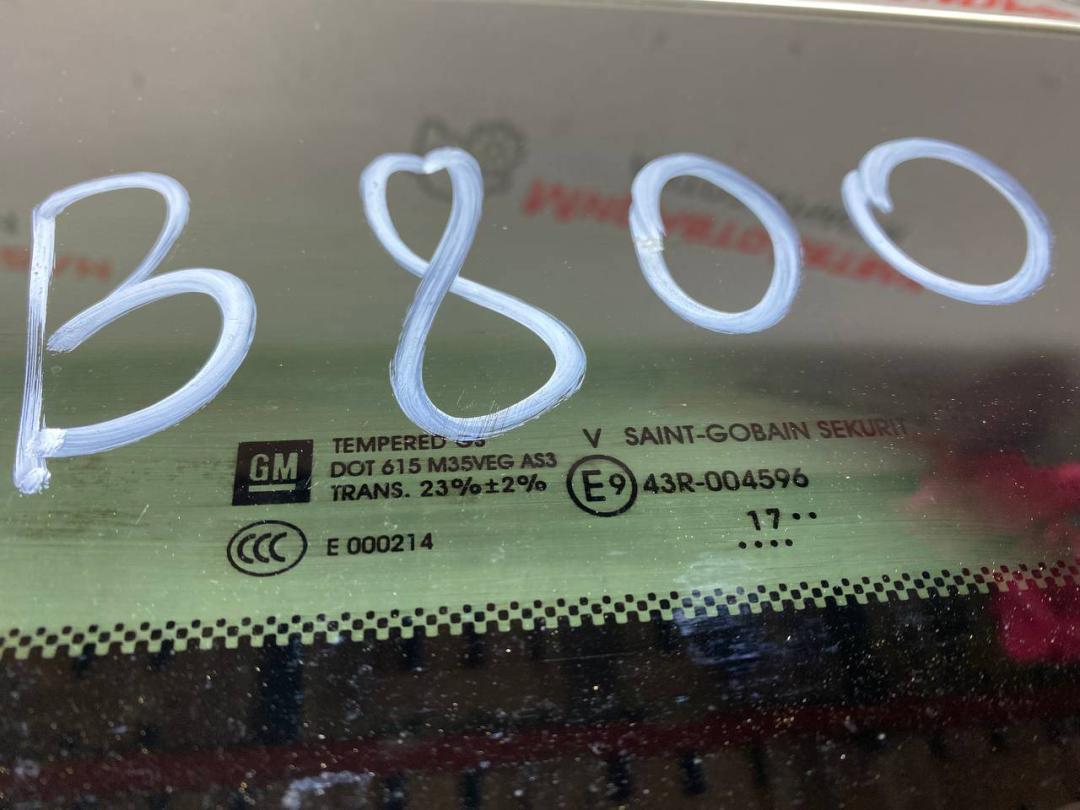 B800
GM
TEMPERED
DOT 615 M35VEG AS3
TRANS. 23%±2%
CCC
E 000214
V SAINT-GOBAIN SEKURIT
E9 43R-004596
17••
••••